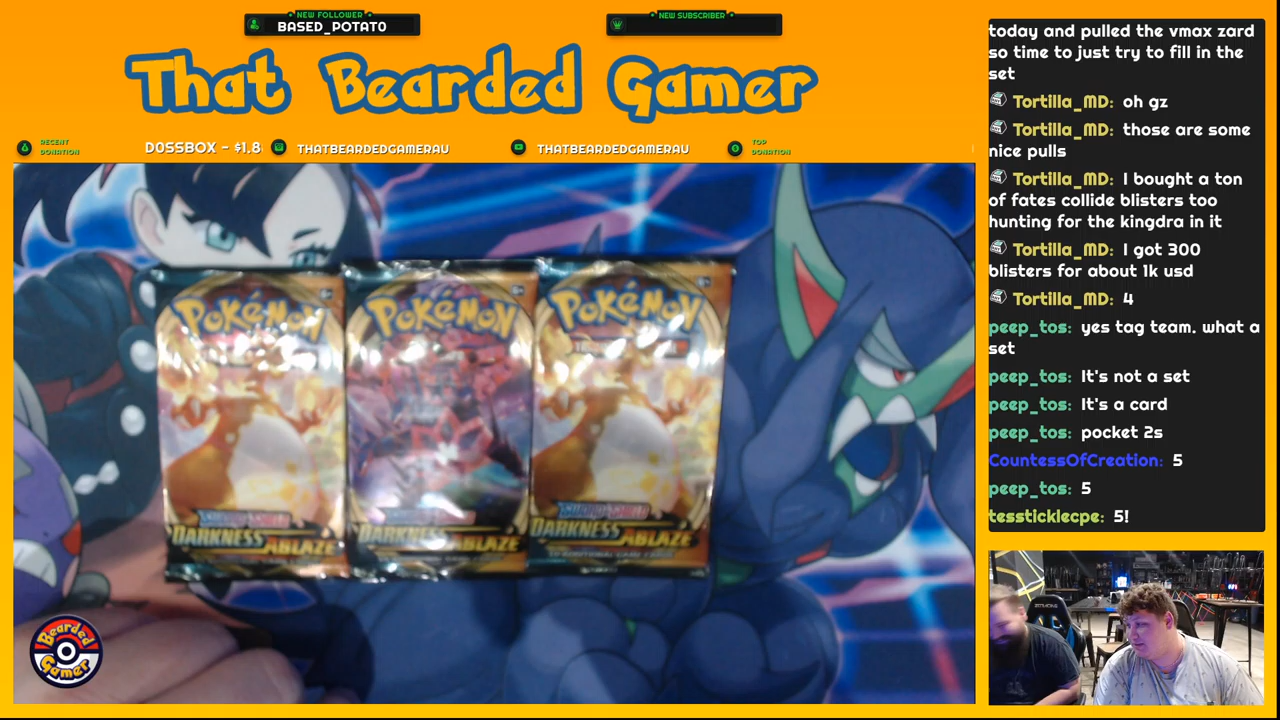 NEW FOLLOWER
BASED_POTAT0
NEW SUBSCRIBER
That Bearded Gamer
RECENT DONATION
D0SSBOX - $1.8
THATBEARDEDGAMERAU
THATBEARDEDGAMERAU
TOP DONATION
today and pulled the vmax zard
so time to just try to fill in the
set
Tortilla_MD: oh gz
Tortilla_MD: those are some
nice pulls
Tortilla_MD: I bought a ton
of fates collide blisters too
hunting for the kingdra in it
Tortilla_MD: I got 300
blisters for about 1k usd
Tortilla_MD: 4
peep_tos: yes tag team. what a
set
peep_tos: It's not a set
peep_tos: It's a card
peep_tos: pocket 2s
CountessOfCreation: 5
peep_tos: 5
tessticklecpe: 5!
POKéMON
POKéMON
POKéMON
DARKNESS ABLAZE
DARKNESS ABLAZE
DARKNESS ABLAZE
Bearded
Gamer